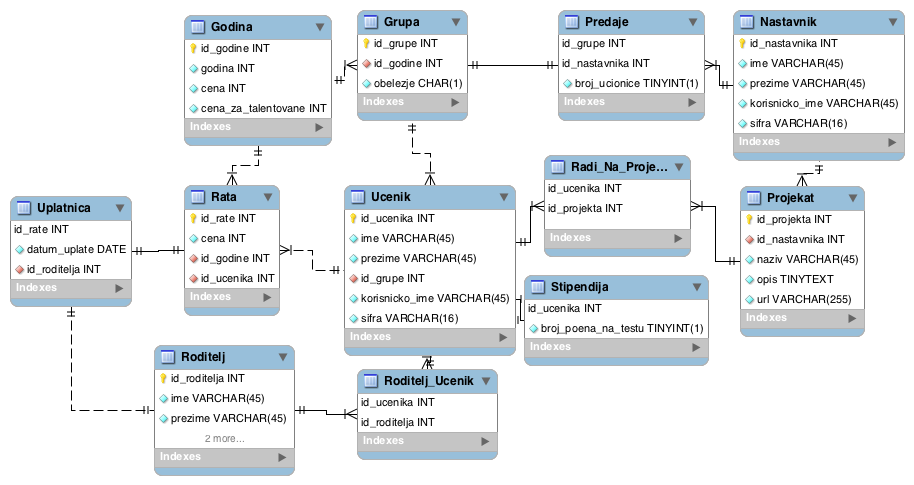 Godina
id_godine INT
godina INT
cena INT
cena_za_talentovane INT
Indexes
Grupa
id_grupe INT
id_godine INT
obelezje CHAR(1)
Indexes
Predaje
id_grupe INT
id_nastavnika INT
broj_ucionice TINYINT(1)
Indexes
Nastavnik
id_nastavnika INT
ime VARCHAR(45)
prezime VARCHAR(45)
korisnicko_ime VARCHAR(45)
sifra VARCHAR(16)
Indexes
Uplatnica
id_rate INT
datum_uplate DATE
id_roditelja INT
Indexes
Rata
id_rate INT
cena INT
id_godine INT
id_ucenika INT
Indexes
Ucenik
id_ucenika INT
ime VARCHAR(45)
prezime VARCHAR(45)
id_grupe INT
korisnicko_ime VARCHAR(45)
sifra VARCHAR(16)
Indexes
Radi_Na_Proje...
id_ucenika INT
id_projekta INT
Indexes
Projekat
id_projekta INT
id_nastavnika INT
naziv VARCHAR(45)
opis TINYTEXT
url VARCHAR(255)
Indexes
Stipendija
id_ucenika INT
broj_poena_na_testu TINYINT(1)
Indexes
Roditelj
id_roditelja INT
ime VARCHAR(45)
prezime VARCHAR(45)
2 more...
Indexes
Roditelj_Ucenik
id_ucenika INT
id_roditelja INT
Indexes